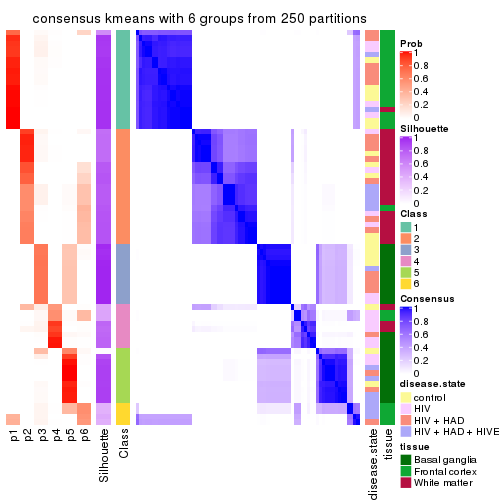 consensus kmeans with 6 groups from 250 partitions
Prob
1
0.8
0.6
0.4
0.2
0
Silhouette
1
0.8
0.6
0.4
0.2
0
Class
1
2
3
4
5
6
Consensus
1
0.8
0.6
0.4
0.2
0
disease.state
control
HIV
HIV + HAD
HIV + HAD + HIVE
tissue
Basal ganglia
Frontal cortex
White matter
p1
p2
p3
p4
p5
p6
Silhouette
Class
disease.state
tissue